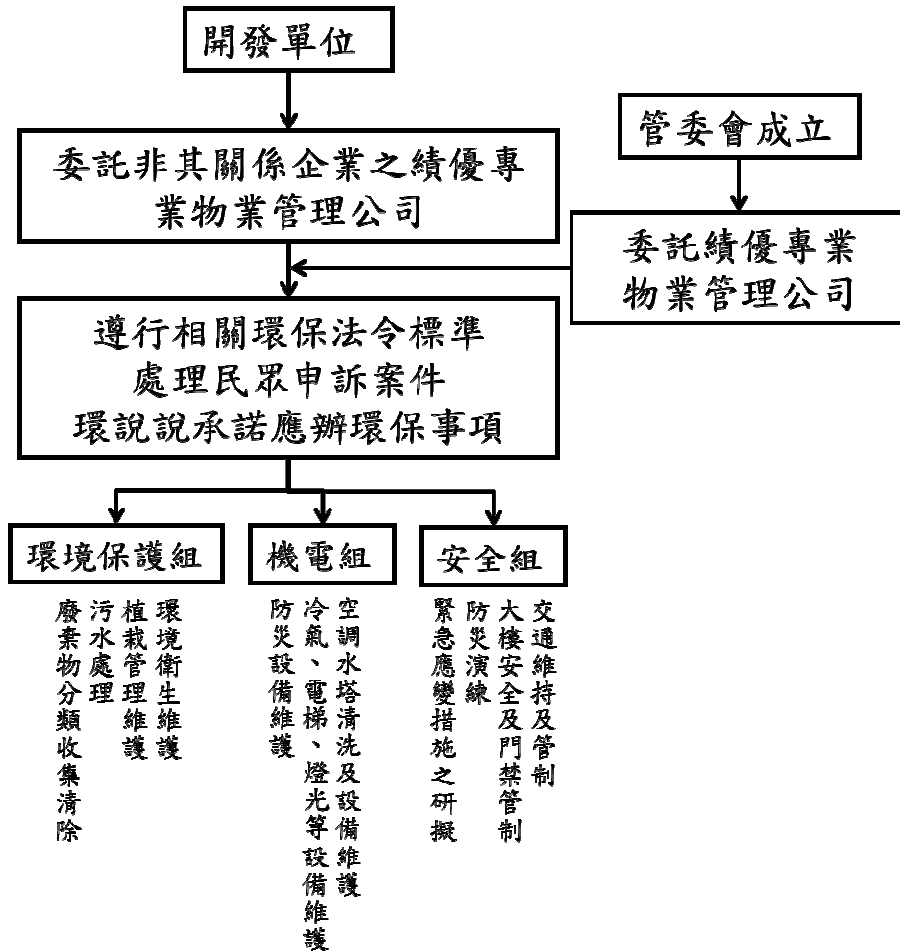 開發單位
委託非其關係企業之績優專
業物業管理公司
管委會成立
委託績優專業
物業管理公司
遵行相關環保法令標準
處理民眾申訴案件
環說說承諾應辦環保事項
環境保護組
環境衛生維護
植栽管理維護
污水處理
廢棄物分類收集清除
機電組
空調水塔清洗及設備維護
冷氣、電梯、燈光等設備維護
防災設備維護
安全組
交通維持及管制
大樓安全及門禁管制
防災演練
緊急應變措施之研擬